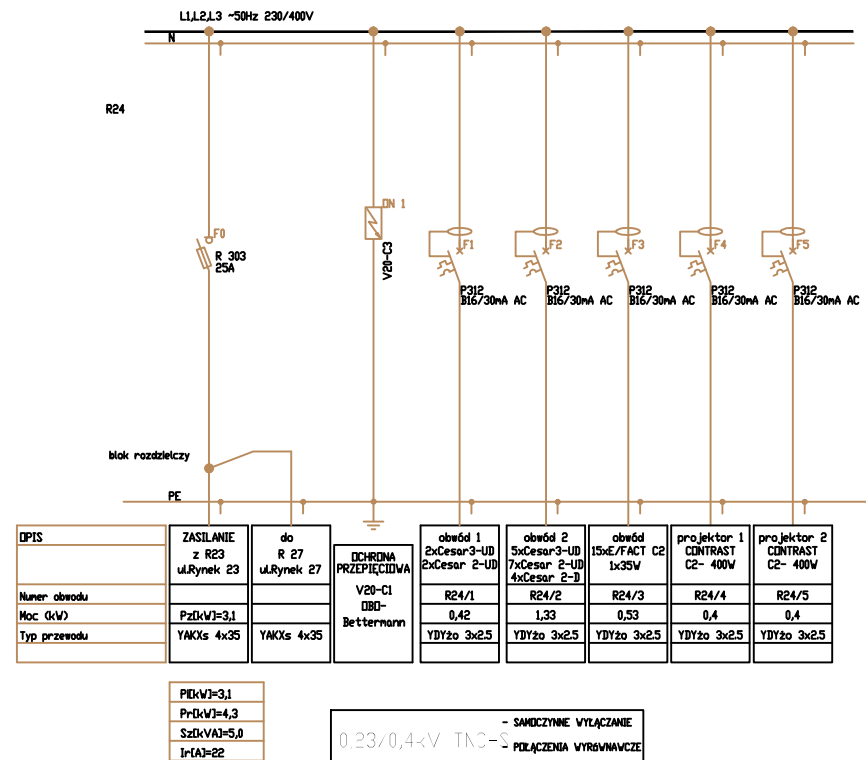 L1,L2,L3 ~50Hz 230/400V
N
R24
ON 1
F0
F1
F2
F3
F4
F5
R 303
25A
V20-C3
P312
B16/30mA AC
P312
B16/30mA AC
P312
B16/30mA AC
P312
B16/30mA AC
P312
B16/30mA AC
blok rozdzielczy
PE
OPIS
ZASILANIE
z R23
ul.Rynek 23
do
R 27
ul.Rynek 27
OCHRONA
PRZEPIĘCIOWA
V20-C1
OBO-
Bettermann
obwód 1
2xCesar3-UD
2xCesar 2-UD
obwód 2
5xCesar3-UD
7xCesar 2-UD
4xCesar 2-D
obwód
15xE/FACT C2
1x35W
projektor 1
CONTRAST
C2- 400W
projektor 2
CONTRAST
C2- 400W
Numer obwodu
R24/1
R24/2
R24/3
R24/4
R24/5
Moc (kW)
Pz[kW]=3,1
0,42
1,33
0,53
0,4
0,4
Typ przewodu
YAKXs 4x35
YAKXs 4x35
YDYżo 3x2.5
YDYżo 3x2.5
YDYżo 3x2.5
YDYżo 3x2.5
YDYżo 3x2.5
PI[kW]=3,1
Pr[kW]=4,3
Sz[kVA]=5,0
Ir[A]=22
0,23/0,4kV TNC-S
- SAMOCZYNNE WYŁĄCZANIE
- POŁĄCZENIA WYRÓWNAWCZE